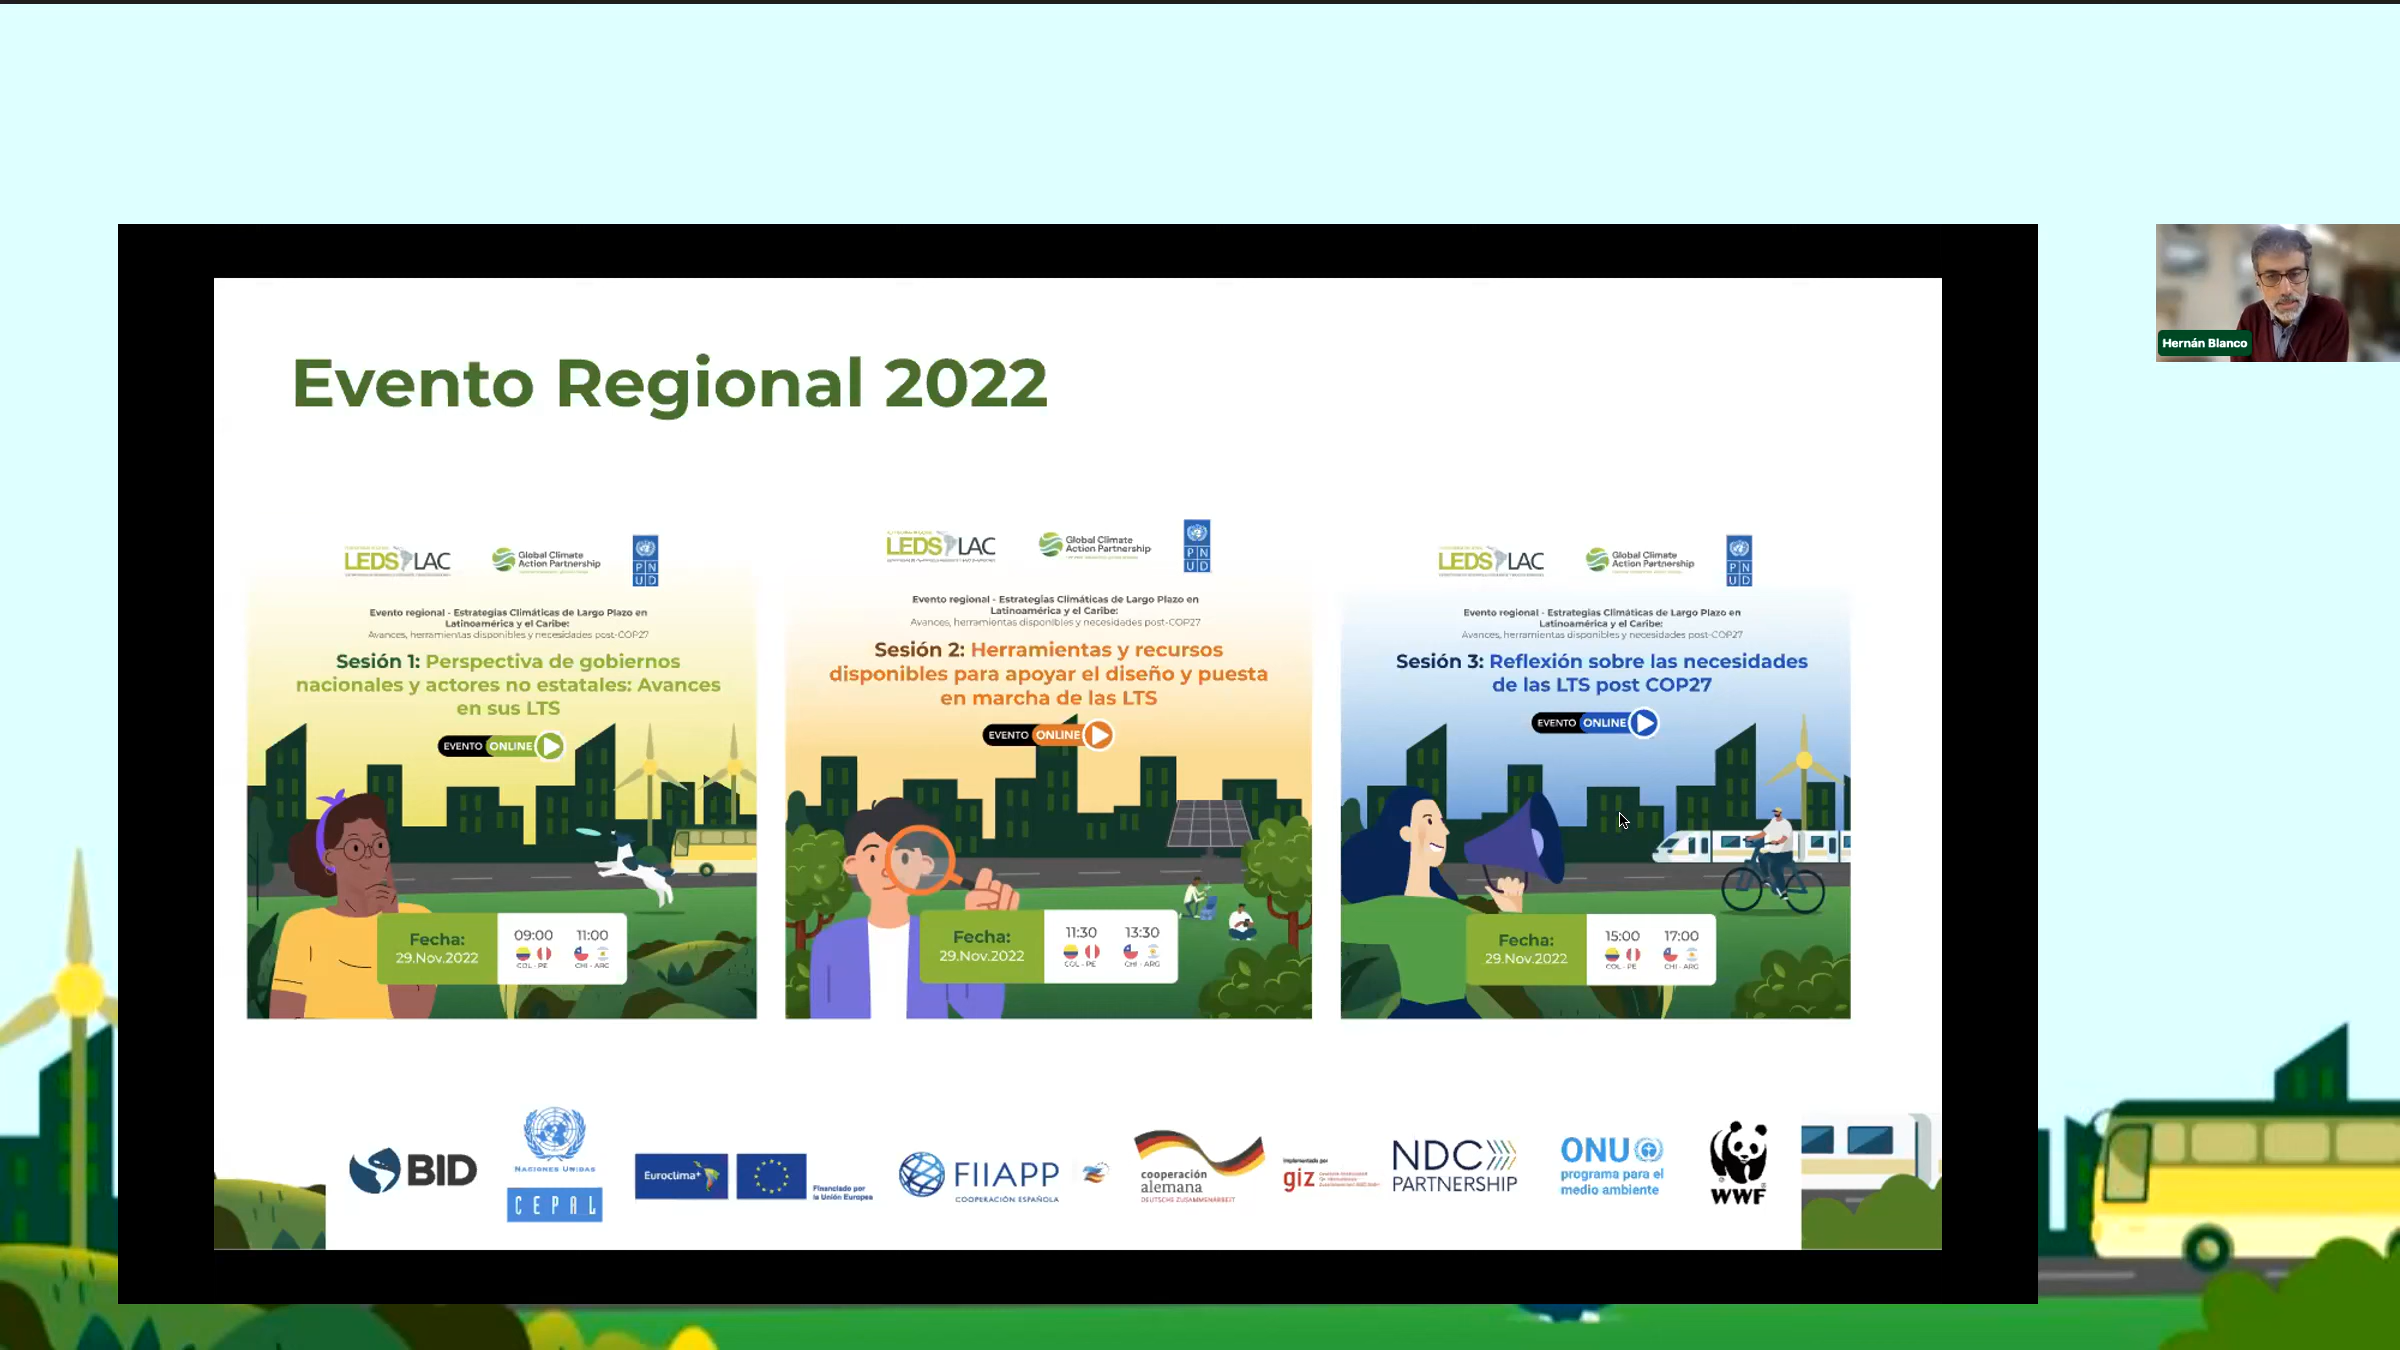 Hernán Blanco
Evento Regional 2022
LEDS LAC
Global Climate
Action Partnership
PN
UD
Evento regional - Estrategias Climáticas de Largo Plazo en
Latinoamérica y el Caribe:
Avances, herramientas disponibles y necesidades post-COP27
Sesión 1: Perspectiva de gobiernos
nacionales y actores no estatales: Avances
en sus LTS
EVENTO ONLINE
Fecha:
29.Nov.2022
09:00 11:00
COL - PE CHI - ARG
LEDS LAC
Global Climate
Action Partnership
PN
UD
Evento regional - Estrategias Climáticas de Largo Plazo en
Latinoamérica y el Caribe:
Avances, herramientas disponibles y necesidades post-COP27
Sesión 2: Herramientas y recursos
disponibles para apoyar el diseño y puesta
en marcha de las LTS
EVENTO ONLINE
Fecha:
29.Nov.2022
11:30 13:30
COL - PE CHI - ARG
LEDS LAC
Global Climate
Action Partnership
PN
UD
Evento regional - Estrategias Climáticas de Largo Plazo en
Latinoamérica y el Caribe:
Avances, herramientas disponibles y necesidades post-COP27
Sesión 3: Reflexión sobre las necesidades
de las LTS post COP27
EVENTO ONLINE
Fecha:
29.Nov.2022
15:00 17:00
COL - PE CHI - ARG
BID
NACIONES UNIDAS
CEPAL
Euroclima+
Financiado por
la Unión Europea
FIIAPP
COOPERACIÓN ESPAÑOLA
cooperación
alemana
DEUTSCHE ZUSAMMENARBEIT
Implementado por
giz
NDC
PARTNERSHIP
ONU
programa para el
medio ambiente
WWF